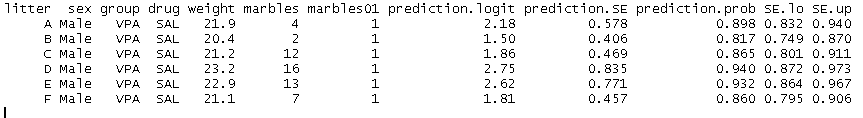 litter sex group drug weight marbles marbles01 prediction.logit prediction.SE prediction.prob SE.lo SE.up
A Male VPA SAL 21.9 4 1 2.18 0.578 0.898 0.832 0.940
B Male VPA SAL 20.4 2 1 1.50 0.406 0.817 0.749 0.870
C Male VPA SAL 21.2 12 1 1.86 0.469 0.865 0.801 0.911
D Male VPA SAL 23.2 16 1 2.75 0.835 0.940 0.872 0.973
E Male VPA SAL 22.9 13 1 2.62 0.771 0.932 0.864 0.967
F Male VPA SAL 21.1 7 1 1.81 0.457 0.860 0.795 0.906